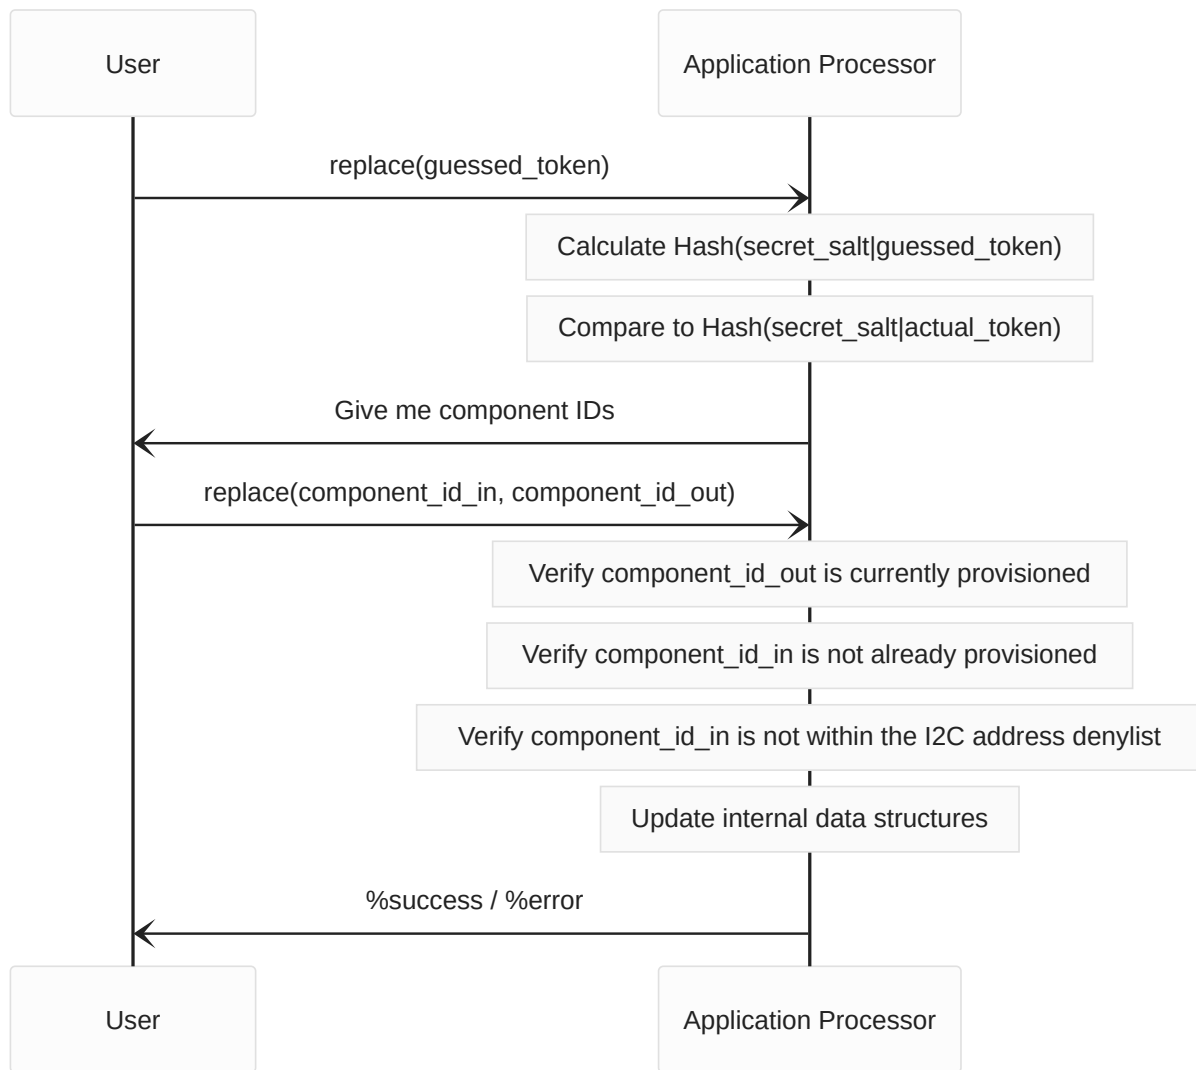 User
Application Processor
replace(guessed_token)
Calculate Hash(secret_salt|guessed_token)
Compare to Hash(secret_salt|actual_token)
Give me component IDs
replace(component_id_in, component_id_out)
Verify component_id_out is currently provisioned
Verify component_id_in is not already provisioned
Verify component_id_in is not within the I2C address denylist
Update internal data structures
%success / %error
User
Application Processor